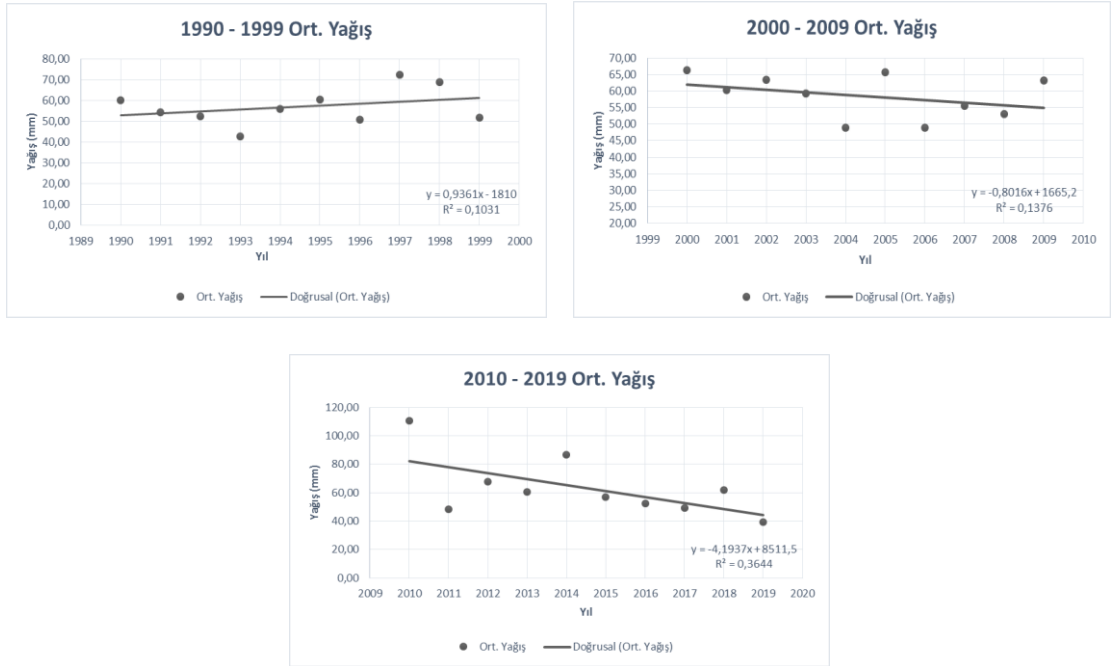 1990 - 1999 Ort. Yağış
80,00
70,00
60,00
50,00
40,00
30,00
20,00
10,00
0,00
Yağış (mm)
y = 0,9361x - 1810
R² = 0,1031
1989 1990 1991 1992 1993 1994 1995 1996 1997 1998 1999 2000
Yıl
Ort. Yağış Doğrusal (Ort. Yağış)
2000 - 2009 Ort. Yağış
70,00
65,00
60,00
55,00
50,00
45,00
40,00
35,00
30,00
25,00
20,00
Yağış (mm)
y = -0,8016x + 1665,2
R² = 0,1376
1999 2000 2001 2002 2003 2004 2005 2006 2007 2008 2009 2010
Yıl
Ort. Yağış Doğrusal (Ort. Yağış)
2010 - 2019 Ort. Yağış
120,00
100,00
80,00
60,00
40,00
20,00
0,00
Yağış (mm)
y = -4,1937x + 8511,5
R² = 0,3644
2009 2010 2011 2012 2013 2014 2015 2016 2017 2018 2019 2020
Yıl
Ort. Yağış Doğrusal (Ort. Yağış)